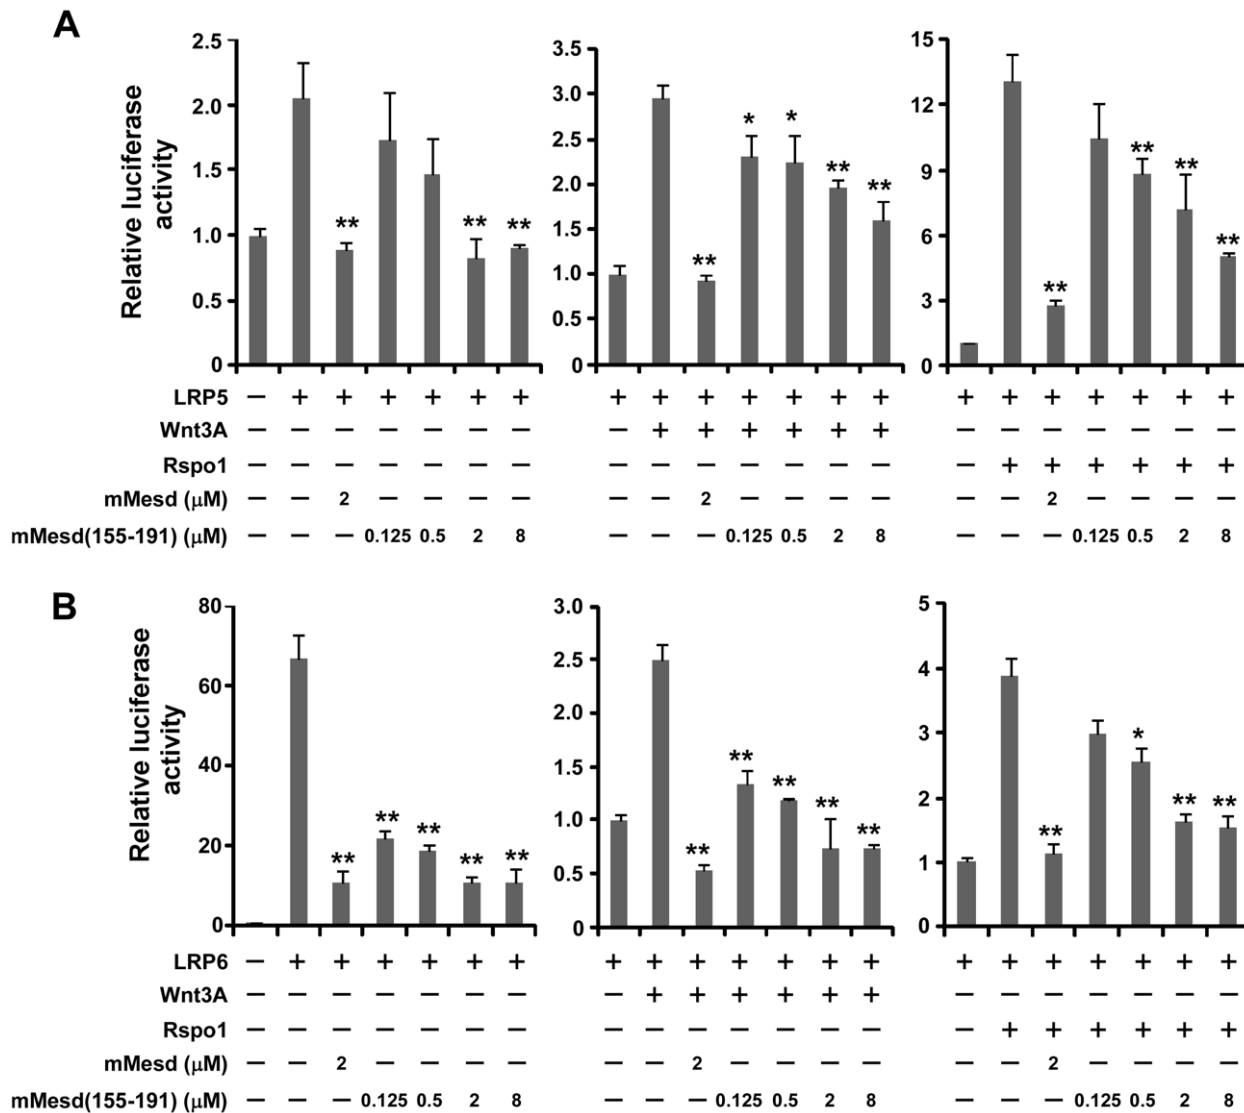 A
Relative luciferase
activity
2.5
2.0
1.5
1.0
0.5
0
** ** **
3.5
3.0
2.5
2.0
1.5
1.0
0.5
0
** * * ** **
15
12
9
6
3
0
** ** ** **
LRP5 — + + + + + + + + + + + + + + + + + + + +
Wnt3A — — — — — — — — + + + + + + — — — — — — —
Rspo1 — — — — — — — — — — — — — — — + + + + + +
mMesd (μM) — — 2 — — — — — — 2 — — — — — — 2 — — — —
mMesd(155-191) (μM) — — — 0.125 0.5 2 8 — — — 0.125 0.5 2 8 — — — 0.125 0.5 2 8
B
Relative luciferase
activity
80
60
40
20
0
** ** ** ** **
3.0
2.5
2.0
1.5
1.0
0.5
0
** ** ** ** **
5
4
3
2
1
0
** * ** **
LRP6 — + + + + + + + + + + + + + + + + + + + +
Wnt3A — — — — — — — — + + + + + + — — — — — — —
Rspo1 — — — — — — — — — — — — — — — + + + + + +
mMesd (μM) — — 2 — — — — — — 2 — — — — — — 2 — — — —
mMesd(155-191) (μM) — — — 0.125 0.5 2 8 — — — 0.125 0.5 2 8 — — — 0.125 0.5 2 8